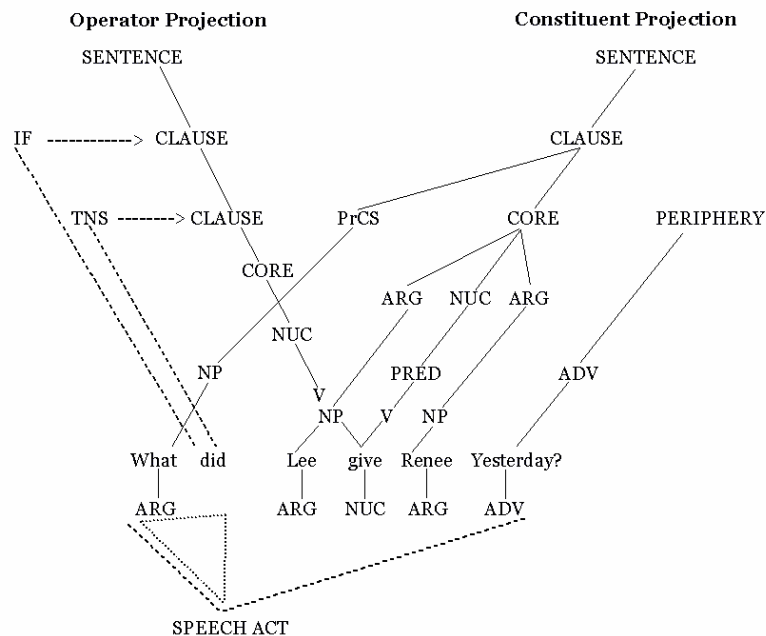 Operator Projection Constituent Projection
SENTENCE SENTENCE
IF CLAUSE CLAUSE
TNS CLAUSE PrCS CORE PERIPHERY
CORE
ARG NUC ARG
NUC
NP PRED ADV
V
NP V NP
What did Lee give Renee Yesterday?
ARG ARG NUC ARG ADV
SPEECH ACT